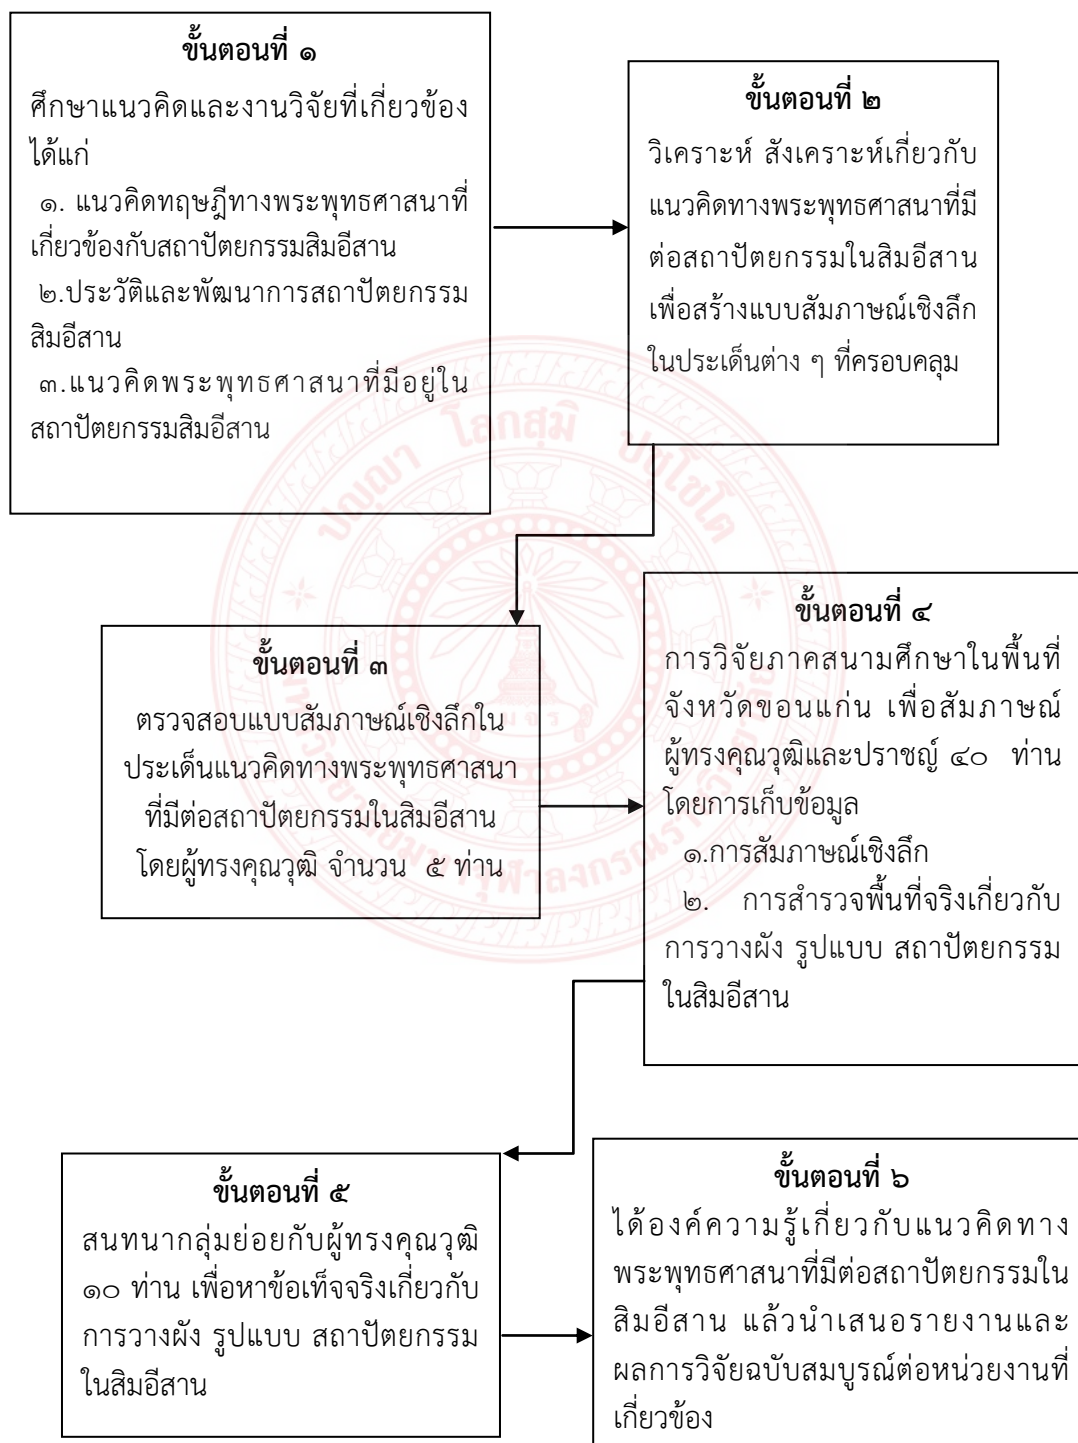 ขั้นตอนที่ ๑
ศึกษาแนวคิดและงานวิจัยที่เกี่ยวข้อง
ได้แก่
๑. แนวคิดทฤษฎีทางพระพุทธศาสนาที่
เกี่ยวข้องกับสถาปัตยกรรมสิมอีสาน
๒.ประวัติและพัฒนาการสถาปัตยกรรม
สิมอีสาน
๓.แนวคิดพระพุทธศาสนาที่มีอยู่ใน
สถาปัตยกรรมสิมอีสาน
ขั้นตอนที่ ๒
วิเคราะห์ สังเคราะห์เกี่ยวกับ
แนวคิดทางพระพุทธศาสนาที่มี
ต่อสถาปัตยกรรมในสิมอีสาน
เพื่อสร้างแบบสัมภาษณ์เชิงลึก
ในประเด็นต่าง ๆ ที่ครอบคลุม
ปญฺญา โลกสฺมิ ปชฺโชโต
ขั้นตอนที่ ๓
ตรวจสอบแบบสัมภาษณ์เชิงลึกใน
ประเด็นแนวคิดทางพระพุทธศาสนา
ที่มีต่อสถาปัตยกรรมในสิมอีสาน
โดยผู้ทรงคุณวุฒิ จำนวน ๕ ท่าน
ขั้นตอนที่ ๔
การวิจัยภาคสนามศึกษาในพื้นที่
จังหวัดขอนแก่น เพื่อสัมภาษณ์
ผู้ทรงคุณวุฒิและปราชญ์ ๔๐ ท่าน
โดยการเก็บข้อมูล
๑.การสัมภาษณ์เชิงลึก
๒. การสำรวจพื้นที่จริงเกี่ยวกับ
การวางผัง รูปแบบ สถาปัตยกรรม
ในสิมอีสาน
ขั้นตอนที่ ๕
สนทนากลุ่มย่อยกับผู้ทรงคุณวุฒิ
๑๐ ท่าน เพื่อหาข้อเท็จจริงเกี่ยวกับ
การวางผัง รูปแบบ สถาปัตยกรรม
ในสิมอีสาน
ขั้นตอนที่ ๖
ได้องค์ความรู้เกี่ยวกับแนวคิดทาง
พระพุทธศาสนาที่มีต่อสถาปัตยกรรมใน
สิมอีสาน แล้วนำเสนอรายงานและ
ผลการวิจัยฉบับสมบูรณ์ต่อหน่วยงานที่
เกี่ยวข้อง